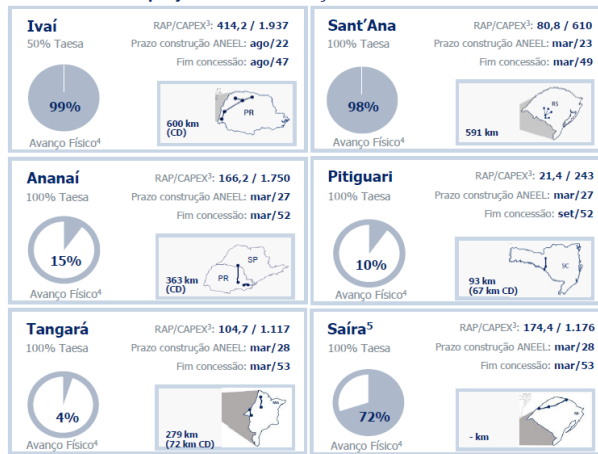 Ivaí
50% Taesa
RAP/CAPEX³: 414,2 / 1.937
Prazo construção ANEEL: ago/22
Fim concessão: ago/47
99%
Avanço Físico⁴
600 km
(CD)
PR
Sant’Ana
100% Taesa
RAP/CAPEX³: 80,8 / 610
Prazo construção ANEEL: mar/23
Fim concessão: mar/49
98%
Avanço Físico⁴
591 km
RS
Ananaí
100% Taesa
RAP/CAPEX³: 166,2 / 1.750
Prazo construção ANEEL: mar/27
Fim concessão: mar/52
15%
Avanço Físico⁴
363 km
(CD)
SP
PR
Pitiguari
100% Taesa
RAP/CAPEX³: 21,4 / 243
Prazo construção ANEEL: mar/27
Fim concessão: set/52
10%
Avanço Físico⁴
93 km
(67 km CD)
SC
Tangará
100% Taesa
RAP/CAPEX³: 104,7 / 1.117
Prazo construção ANEEL: mar/28
Fim concessão: mar/53
4%
Avanço Físico⁴
279 km
(72 km CD)
MA
Saíra⁵
100% Taesa
RAP/CAPEX³: 174,4 / 1.176
Prazo construção ANEEL: mar/28
Fim concessão: mar/53
72%
Avanço Físico⁴
- km